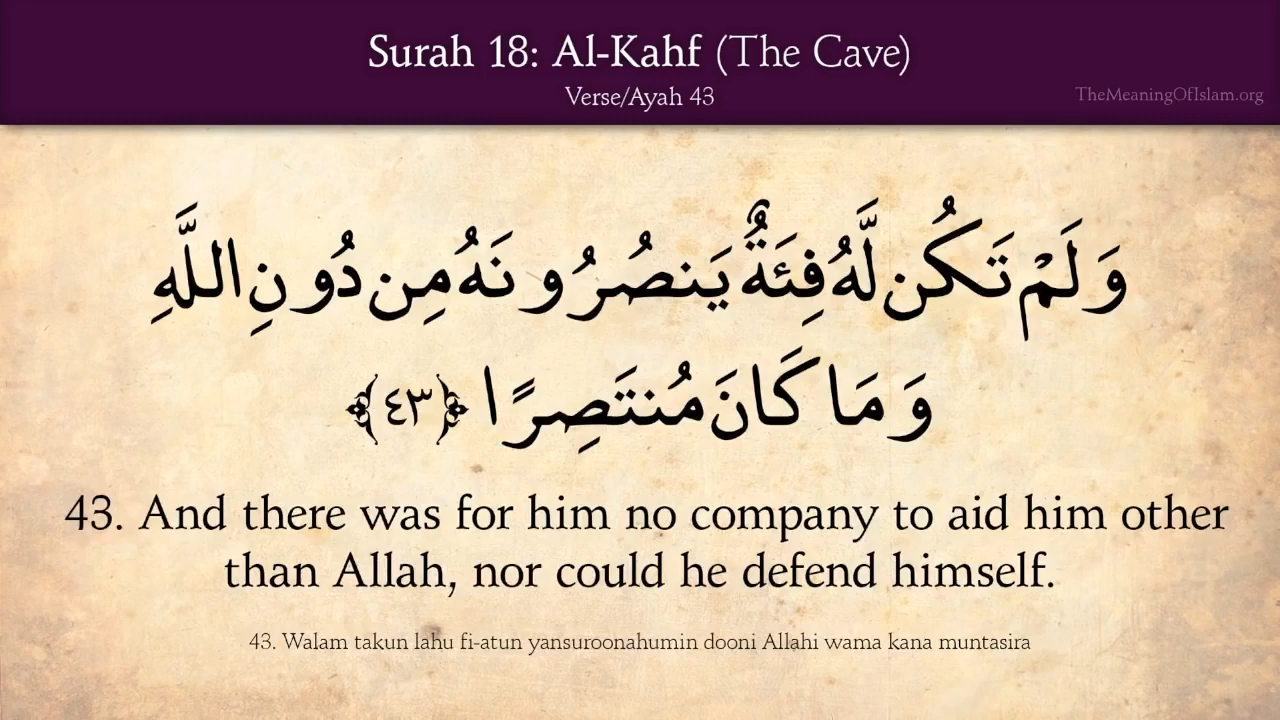 Surah 18: Al-Kahf (The Cave)
Verse/Ayah 43
TheMeaningOfIslam.org
وَلَمْ تَكُن لَّهُ فِئَةٌ يَنصُرُونَهُ مِن دُونِ اللَّهِ
وَمَا كَانَ مُنتَصِرًا ﴿٤٣﴾
43. And there was for him no company to aid him other
than Allah, nor could he defend himself.
43. Walam takun lahu fi-atun yansuroonahumin dooni Allahi wama kana muntasira